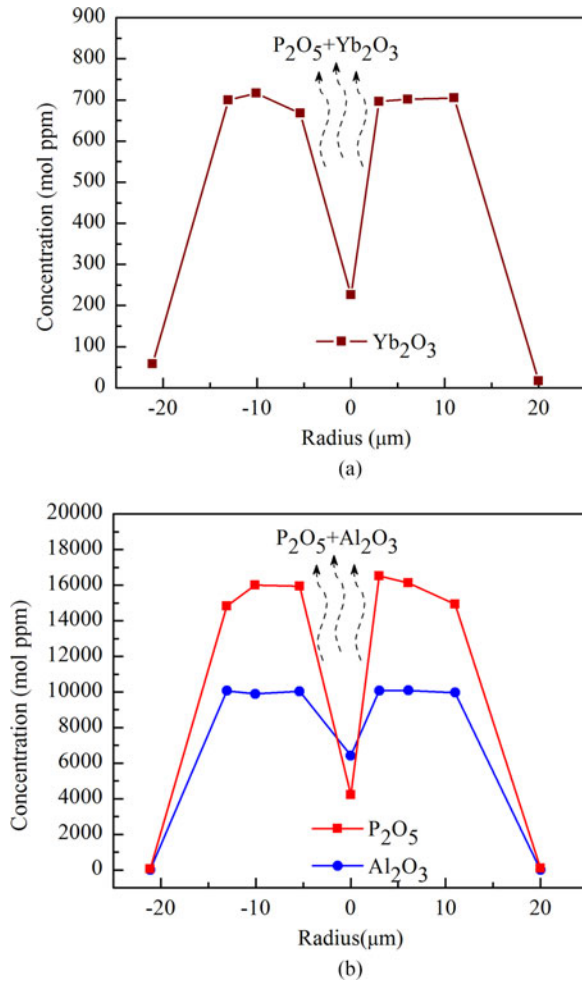 P2O5+Yb2O3
900
800
700
600
500
400
300
200
100
0
Concentration (mol ppm)
Yb2O3
-20 -10 0 10 20
Radius (μm)
(a)
P2O5+Al2O3
20000
18000
16000
14000
12000
10000
8000
6000
4000
2000
0
Concentration (mol ppm)
P2O5
Al2O3
-20 -10 0 10 20
Radius(μm)
(b)